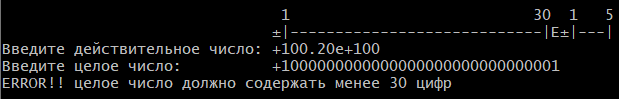 1                           30  1   5
±|----------------------------|E±|---|
Введите действительное число: +100.20e+100
Введите целое число:          +1000000000000000000000000000001
ERROR!! целое число должно содержать менее 30 цифр